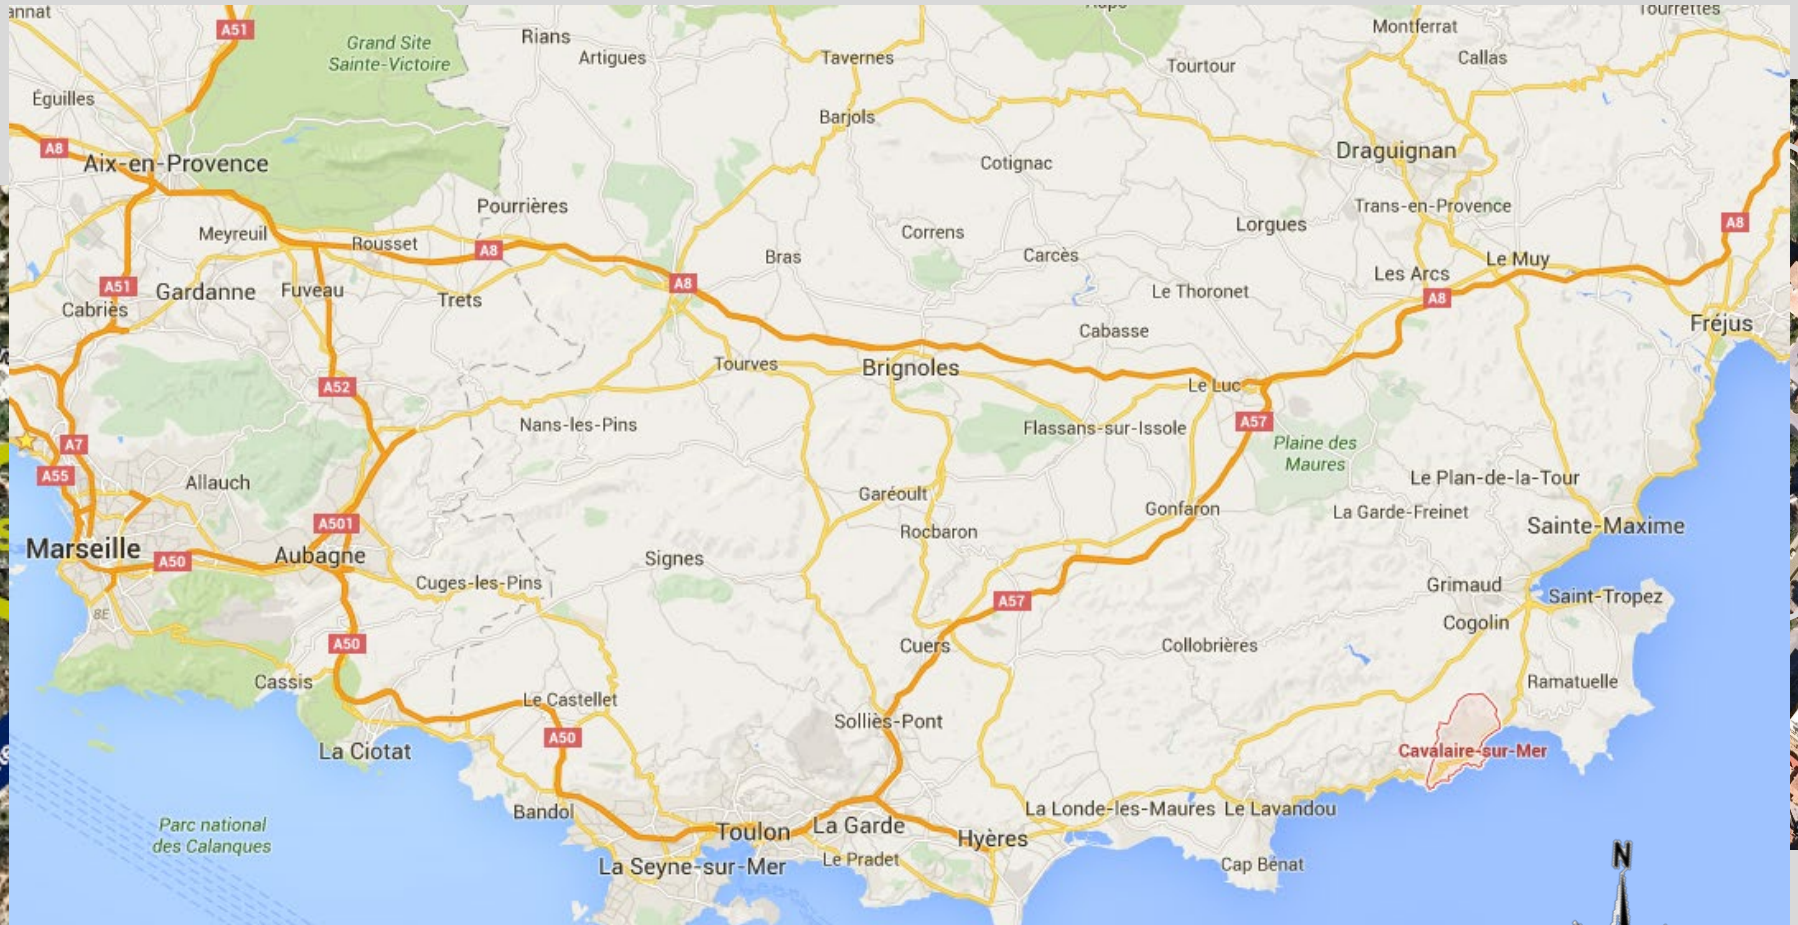 annat
A51
Grand Site
Sainte-Victoire
Rians
Artigues
Tavernes
Tourtour
Montferrat
Callas
Tourrettes
Éguilles
Barjols
A8
Aix-en-Provence
Cotignac
Draguignan
Pourrières
Trans-en-Provence
Meyreuil
Rousset
A8
Correns
Lorgues
A8
Bras
Carcès
Le Muy
A51
Gardanne
Fuveau
Trets
A8
Le Thoronet
Les Arcs
A8
Cabriès
Cabasse
Fréjus
Tourves
Brignoles
A52
Le Luc
Nans-les-Pins
Flassans-sur-Issole
A57
Plaine des
Maures
A7
A55
Allauch
Garéoult
Gonfaron
Le Plan-de-la-Tour
La Garde-Freinet
A501
Rocbaron
Sainte-Maxime
Marseille
A50
Aubagne
Signes
Cuges-les-Pins
Grimaud
Saint-Tropez
8E
A57
Cogolin
A50
Cuers
Collobrières
Cassis
Le Castellet
Ramatuelle
Solliès-Pont
A50
La Ciotat
Cavalaire-sur-Mer
Bandol
La Londe-les-Maures
Le Lavandou
Parc national
des Calanques
Toulon
La Garde
Hyères
La Seyne-sur-Mer
Le Pradet
Cap Bénat
N